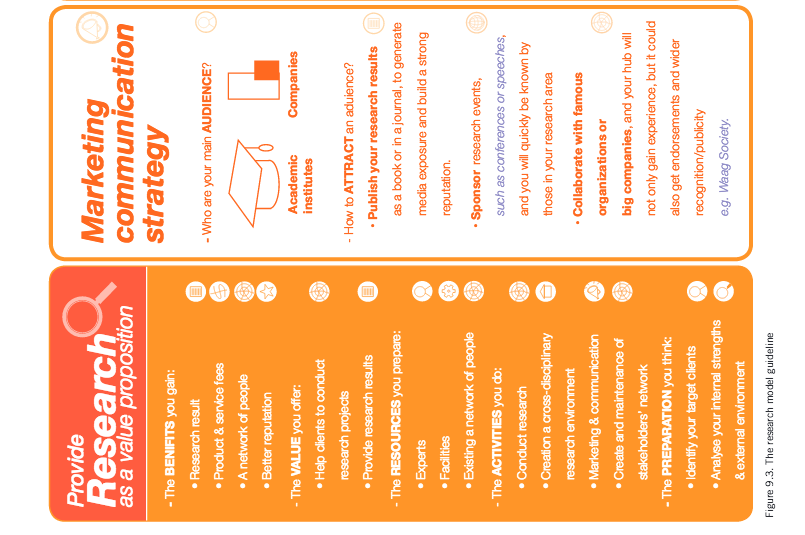 Provide
Research
as a value proposition
- The BENIFITS you gain:
• Research result
• Product & service fees
• A network of people
• Better reputation
- The VALUE you offer:
• Help clients to conduct
research projects
• Provide research results
- The RESOURCES you prepare:
• Experts
• Facilities
• Existing a network of people
- The ACTIVITIES you do:
• Conduct research
• Creation a cross-disciplinary
research environment
• Marketing & communication
• Create and maintenance of
stakeholders' network
- The PREPARATION you think:
• Identify your target clients
• Analyse your internal strengths
& external environment
Marketing
communication
strategy
- Who are your main AUDIENCE?
Academic
institutes
Companies
- How to ATTRACT an aduience?
• Publish your research results
as a book or in a journal, to generate
media exposure and build a strong
reputation.
• Sponsor research events,
such as conferences or speeches,
and you will quickly be known by
those in your research area
• Collaborate with famous
organizations or
big companies, and your hub will
not only gain experience, but it could
also get endorsements and wider
recognition/publicity
e.g. Waag Society.
Figure 9.3. The research model guideline